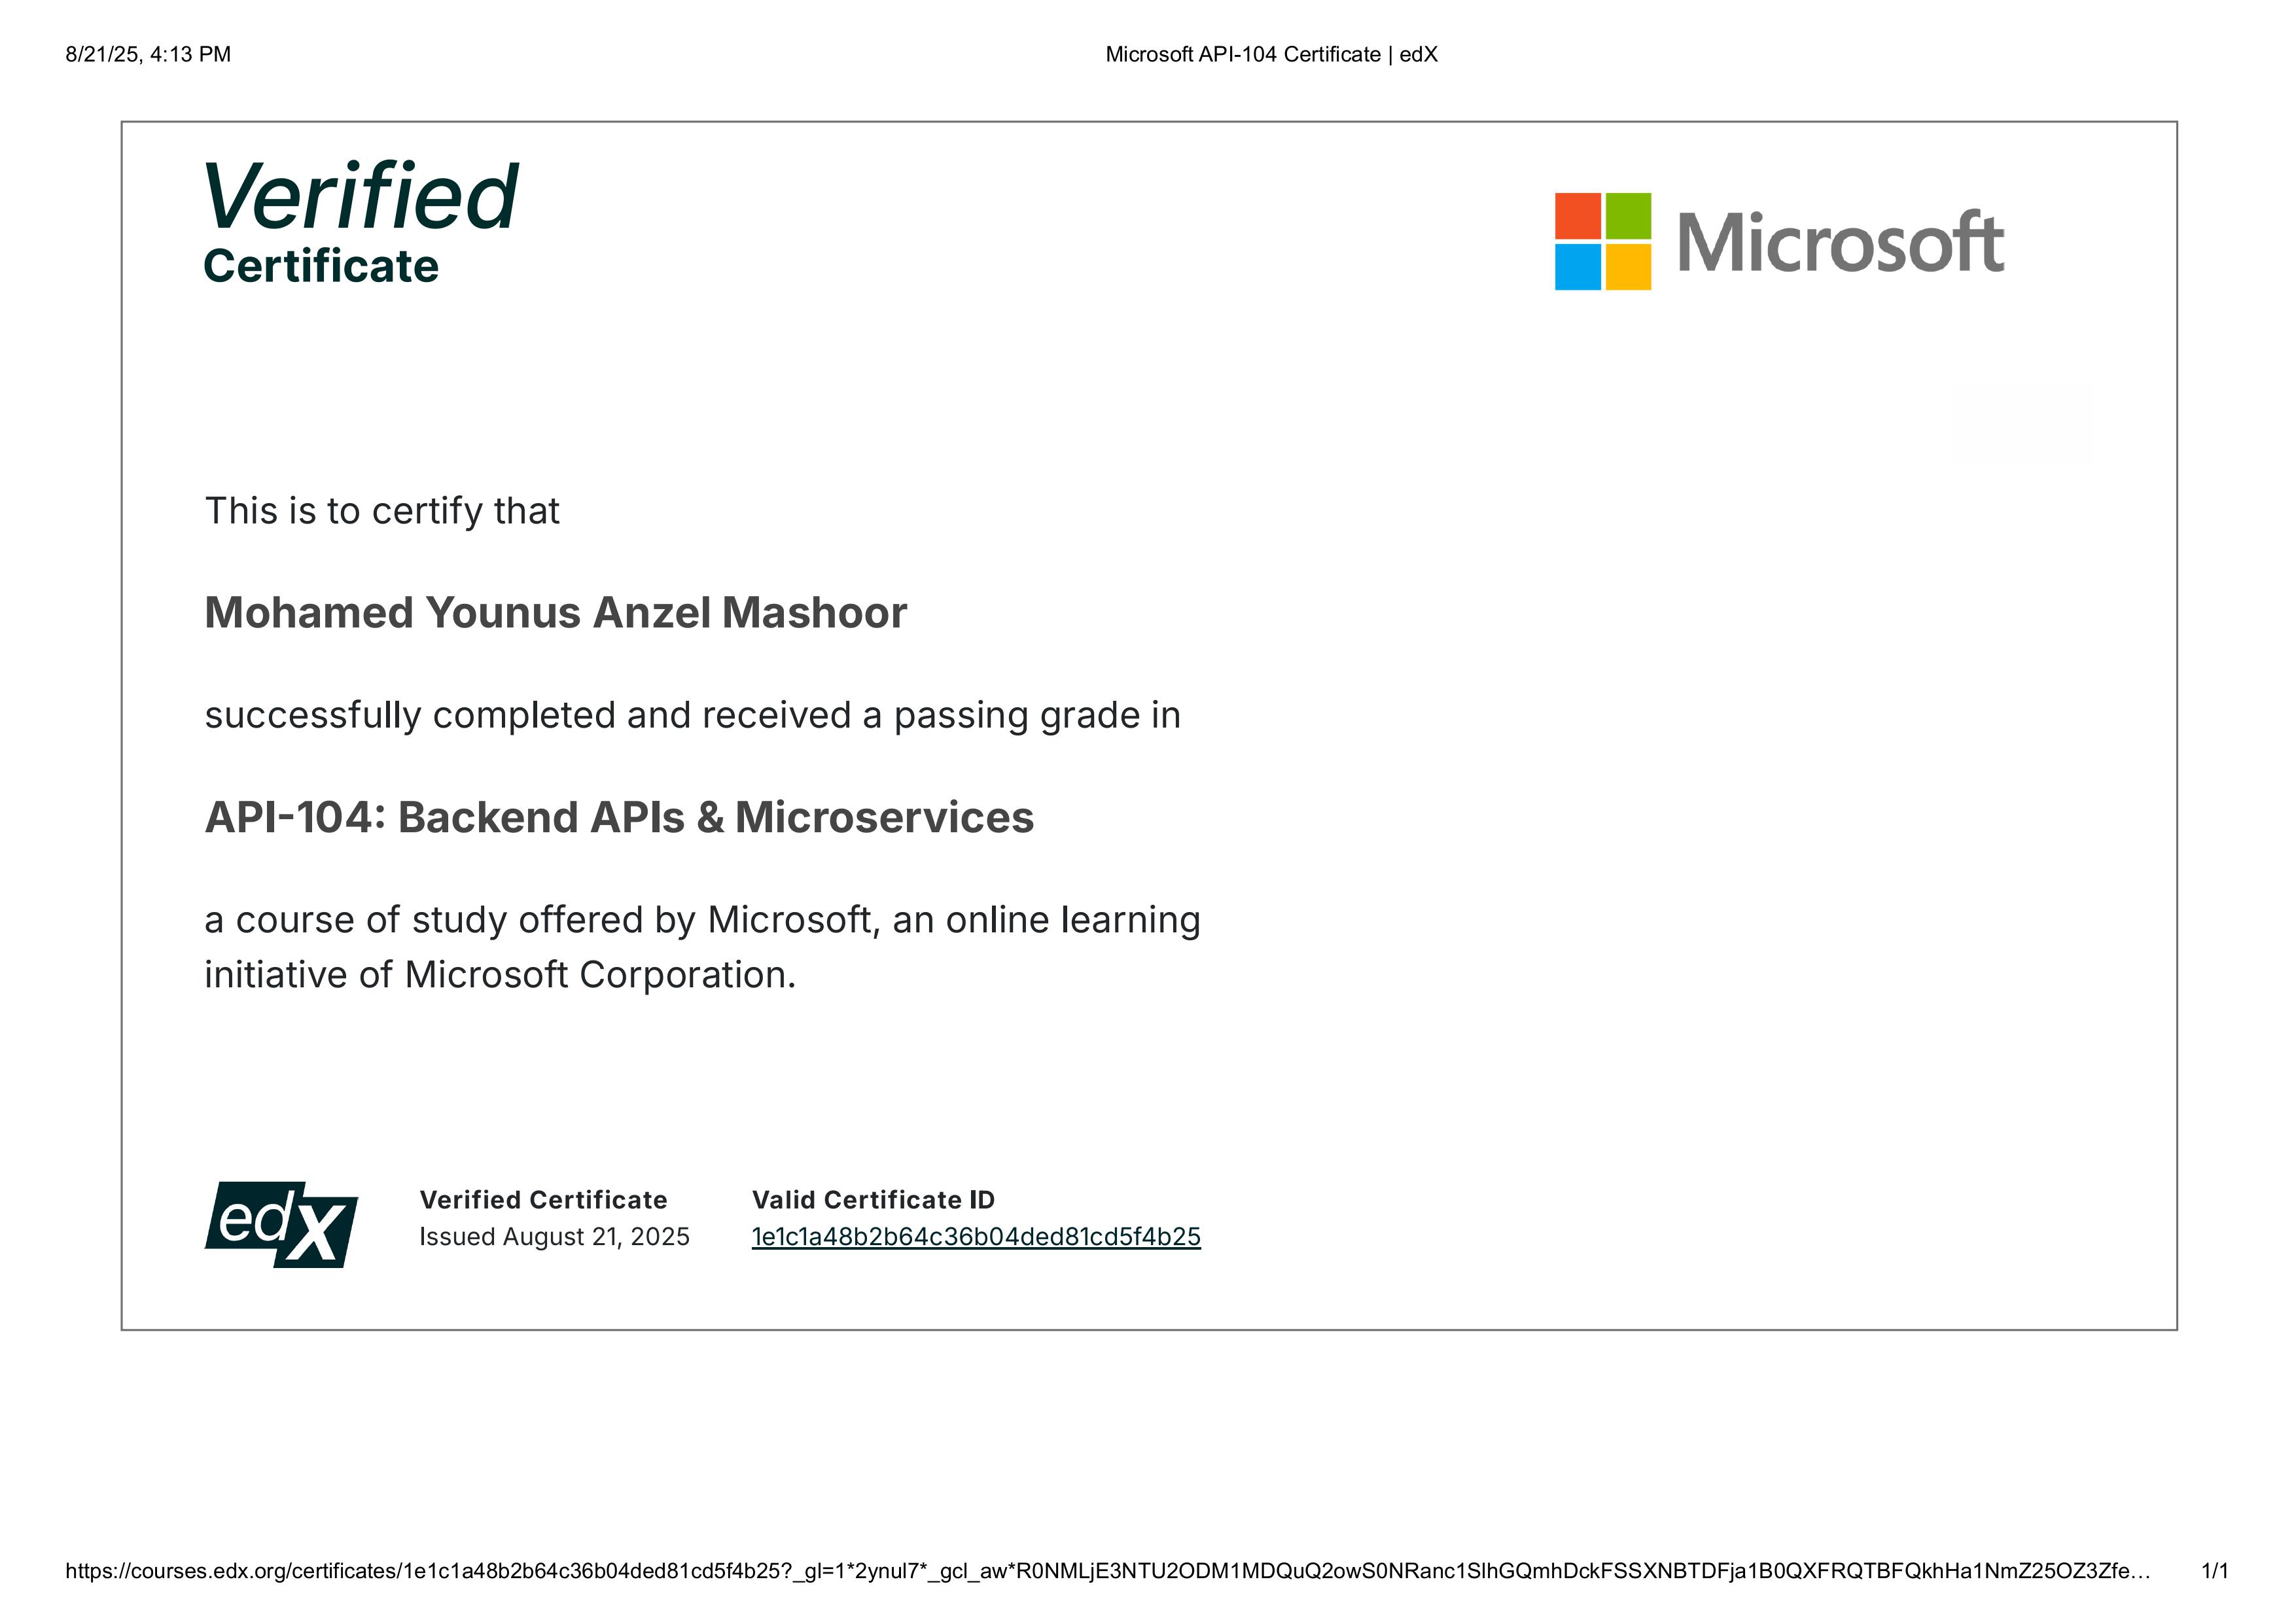 8/21/25, 4:13 PM
Microsoft API-104 Certificate | edX
Verified
Certificate
Microsoft
This is to certify that
Mohamed Younus Anzel Mashoor
successfully completed and received a passing grade in
API-104: Backend APIs & Microservices
a course of study offered by Microsoft, an online learning
initiative of Microsoft Corporation.
edX
Verified Certificate
Issued August 21, 2025
Valid Certificate ID
1e1c1a48b2b64c36b04ded81cd5f4b25
https://courses.edx.org/certificates/1e1c1a48b2b64c36b04ded81cd5f4b25?_gl=1*2ynul7*_gcl_aw*R0NMLjE3NTU2ODM1MDQuQ2owS0NRanc1SlhGQmhDckFSSXNBTDFja1B0QXFRQTBFQkhHa1NmZ25OZ3Zfe…
1/1